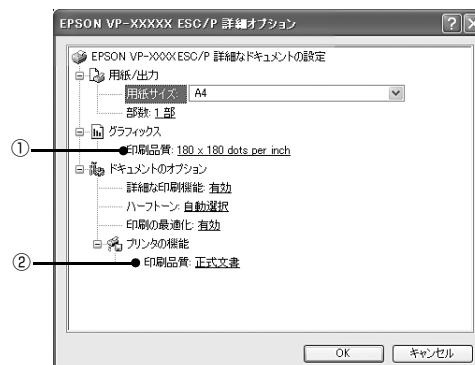 EPSON VP-XXXXX ESC/P 詳細オプション
EPSON VP-XXXX ESC/P 詳細なドキュメントの設定
用紙/出力
用紙サイズ: A4
部数: 1 部
グラフィックス
① 印刷品質: 180 x 180 dots per inch
ドキュメントのオプション
詳細な印刷機能: 有効
ハーフトーン: 自動選択
印刷の最適化: 有効
プリンタの機能
② 印刷品質: 正式文書
OK キャンセル